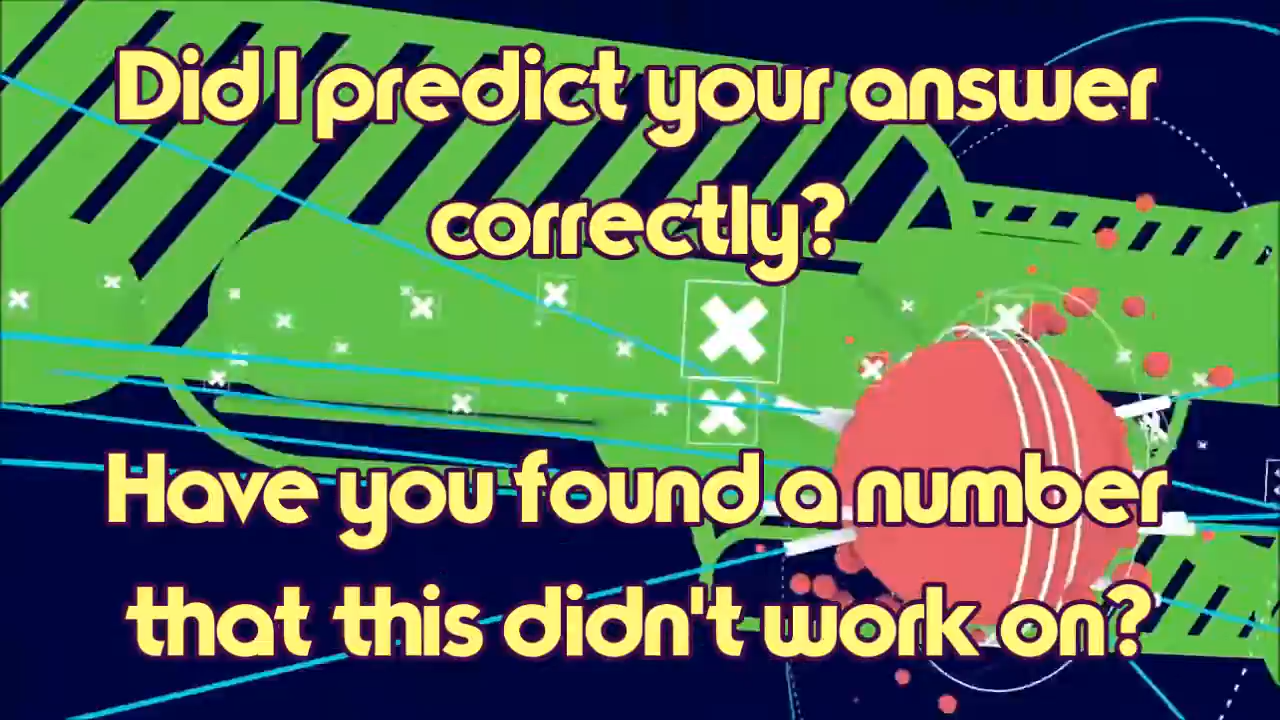 Did I predict your answer
correctly?
Have you found a number
that this didn't work on?